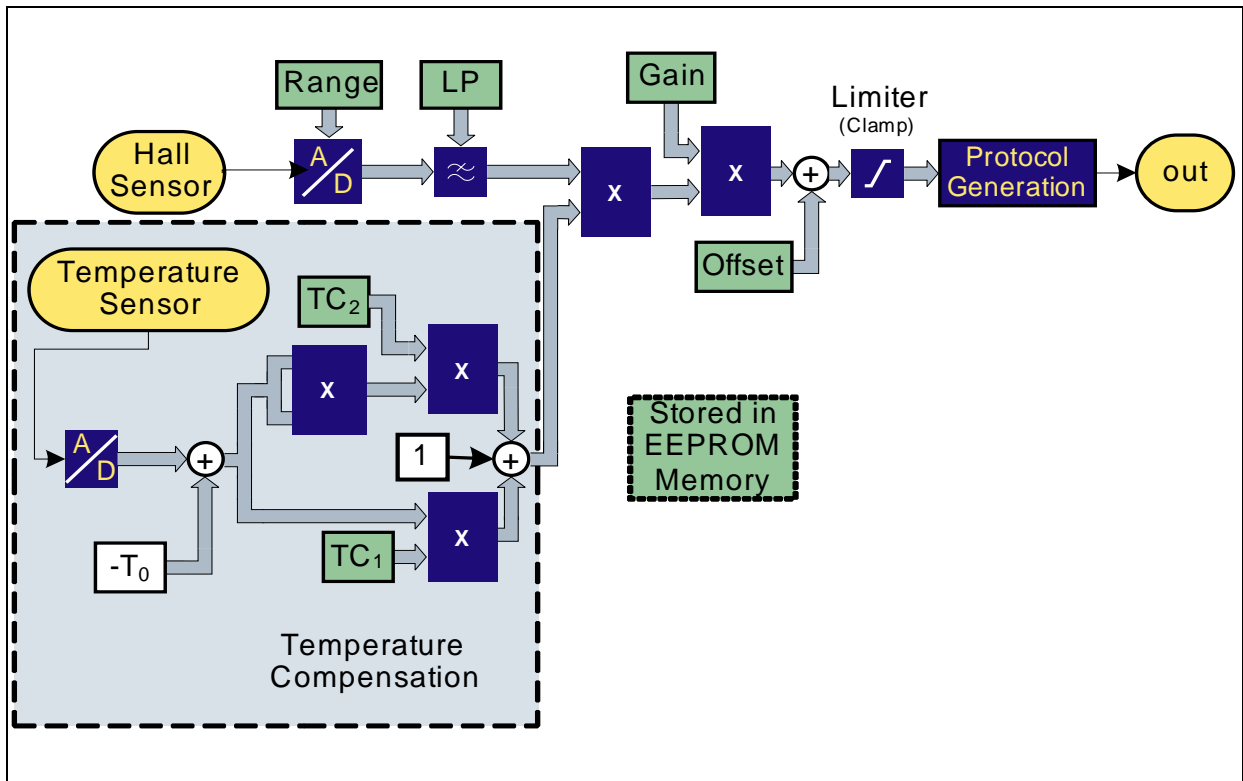 Range
LP
Gain
Limiter
(Clamp)
Hall
Sensor
A
D
X
X
+
Protocol
Generation
out
Offset
Temperature
Sensor
TC₂
X
X
A
D
+
1
+
-T₀
TC₁
X
Stored in
EEPROM
Memory
Temperature
Compensation